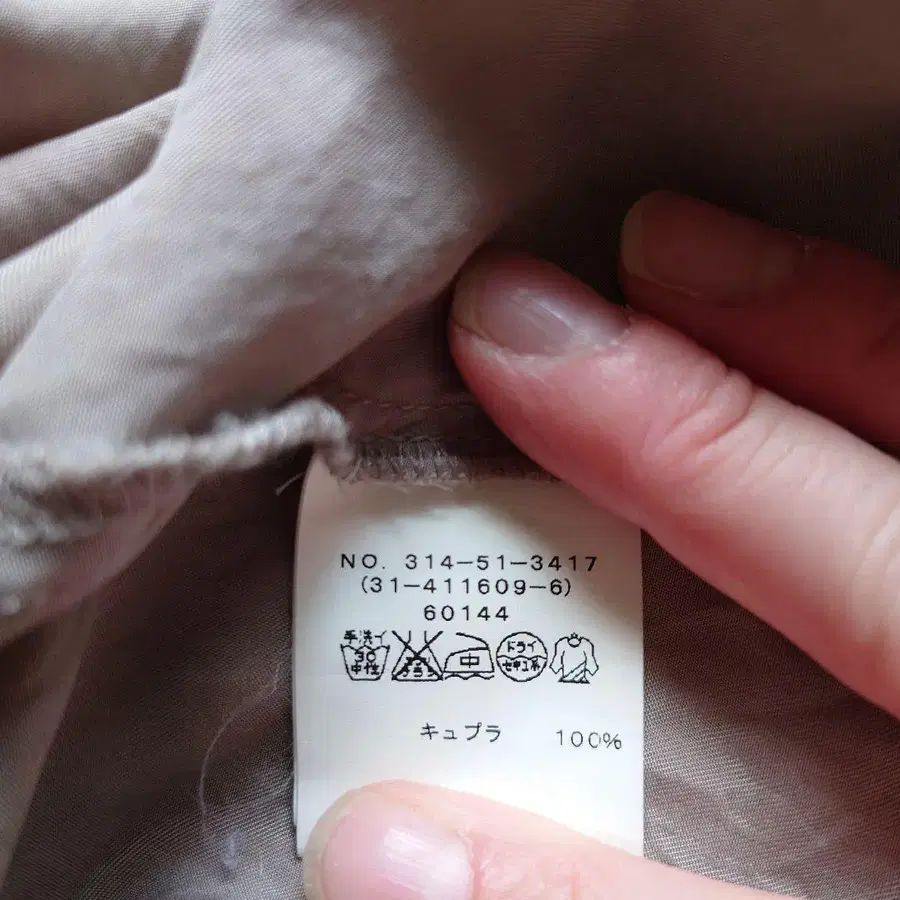 NO. 314-51-3417
(31-411609-6)
60144
手洗イ 30 中性 中 ドライ セキユ系
キュプラ 100%